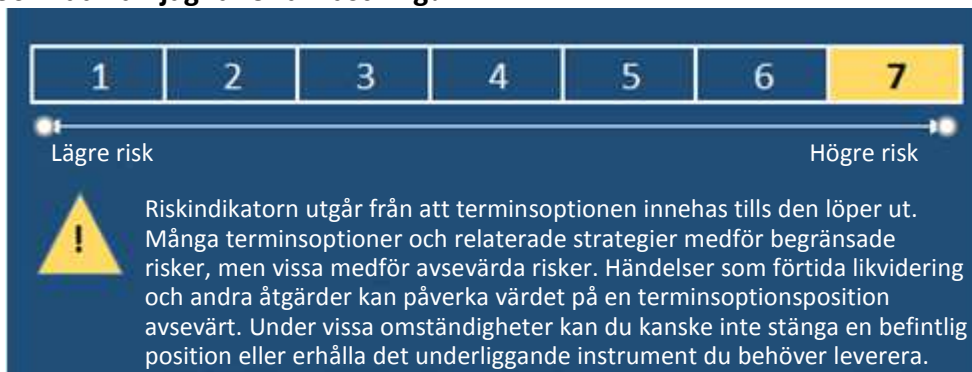 1 2 3 4 5 6 7
Lägre risk Högre risk
!
Riskindikatorn utgår från att terminsoptionen innehas tills den löper ut.
Många terminsoptioner och relaterade strategier medför begränsade
risker, men vissa medför avsevärda risker. Händelser som förtida likvidering
och andra åtgärder kan påverka värdet på en terminsoptionsposition
avsevärt. Under vissa omständigheter kan du kanske inte stänga en befintlig
position eller erhålla det underliggande instrument du behöver leverera.